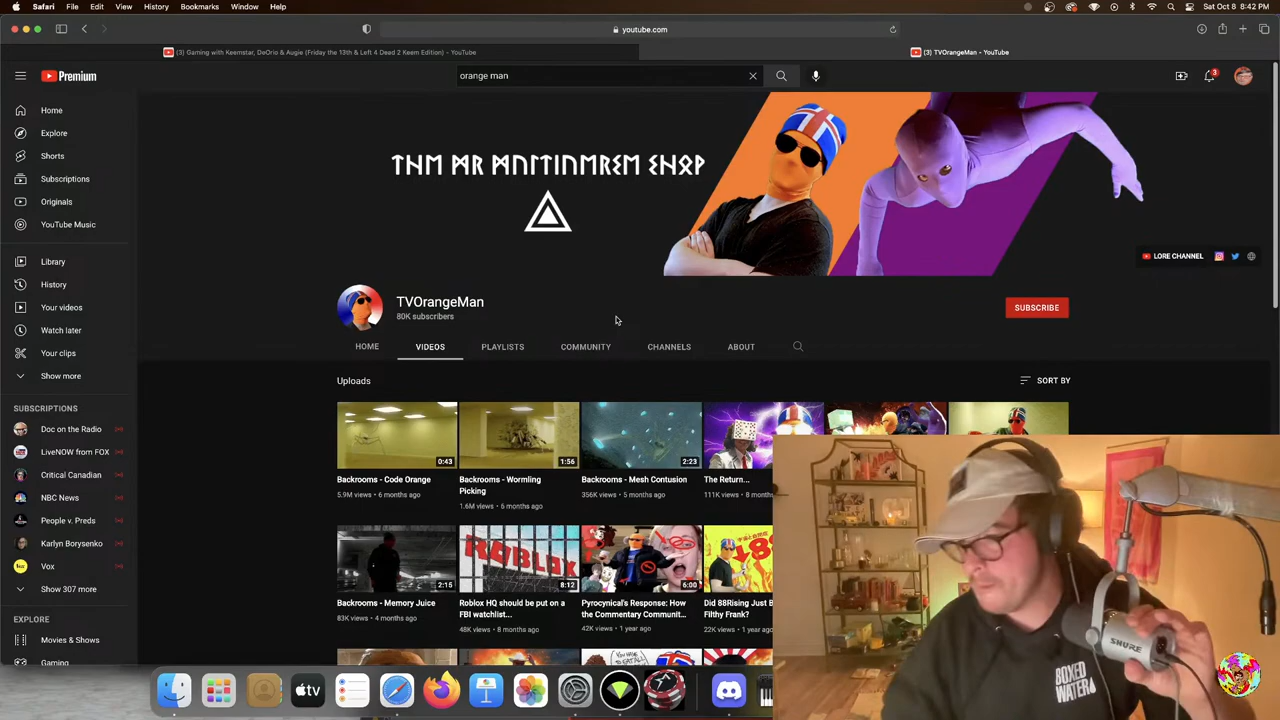 Safari File Edit View History Bookmarks Window Help
Sat Oct 8 8:42 PM
youtube.com
(3) Gaming with Keemstar, DeOrio & Augie (Friday the 13th & Left 4 Dead 2 Keem Edition) - YouTube
(3) TVOrangeMan - YouTube
Premium
orange man
3
Home
Explore
Shorts
Subscriptions
Originals
YouTube Music
Library
History
Your videos
Watch later
Your clips
Show more
SUBSCRIPTIONS
Doc on the Radio
LiveNOW from FOX
Critical Canadian
NBC News
People v. Preds
Karlyn Borysenko
Vox
Show 307 more
EXPLORE
Movies & Shows
Gaming
LORE CHANNEL
TVOrangeMan
80K subscribers
SUBSCRIBE
HOME VIDEOS PLAYLISTS COMMUNITY CHANNELS ABOUT
Uploads
SORT BY
0:43
1:56
2:23
Backrooms - Code Orange
5.9M views • 6 months ago
Backrooms - Wormling
Picking
1.6M views • 6 months ago
Backrooms - Mesh Contusion
356K views • 5 months ago
The Return...
111K views • 8 months
2:15
ROBLOX
8:12
6:00
Backrooms - Memory Juice
83K views • 4 months ago
Roblox HQ should be put on a
FBI watchlist...
48K views • 8 months ago
Pyrocynical's Response: How
the Commentary Communit...
42K views • 1 year ago
Did 88Rising Just B
Filthy Frank?
22K views • 1 year ago
SHURE
BOXED
WATER
tv